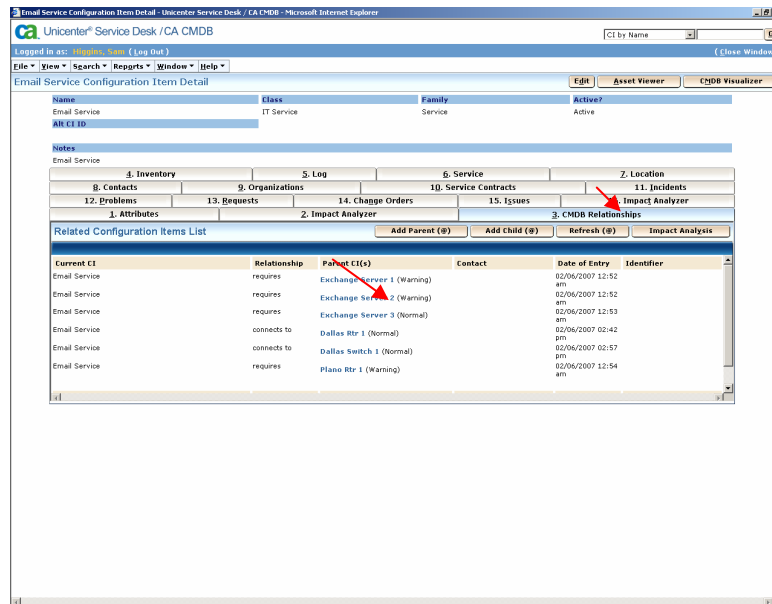 Email Service Configuration Item Detail - Unicenter Service Desk / CA CMDB - Microsoft Internet Explorer
ca Unicenter® Service Desk / CA CMDB CI by Name
Logged in as: Higgins, Sam ( Log Out ) ( Close Window
File View Search Reports Window Help
Email Service Configuration Item Detail Edit Asset Viewer CMDB Visualizer
Name Class Family Active?
Email Service IT Service Service Active
Alt CI ID
Notes
Email Service
4. Inventory 5. Log 6. Service 7. Location
8. Contacts 9. Organizations 10. Service Contracts 11. Incidents
12. Problems 13. Requests 14. Change Orders 15. Issues Impact Analyzer
1. Attributes 2. Impact Analyzer 3. CMDB Relationships
Related Configuration Items List Add Parent (@) Add Child (@) Refresh (@) Impact Analysis
Current CI Relationship Parent CI(s) Contact Date of Entry Identifier
Email Service requires Exchange Server 1 (Warning) 02/06/2007 12:52 am
Email Service requires Exchange Server 2 (Warning) 02/06/2007 12:52 am
Email Service requires Exchange Server 3 (Normal) 02/06/2007 12:53 am
Email Service connects to Dallas Rtr 1 (Normal) 02/06/2007 02:42 pm
Email Service connects to Dallas Switch 1 (Normal) 02/06/2007 02:57 pm
Email Service requires Plano Rtr 1 (Warning) 02/06/2007 12:54 am